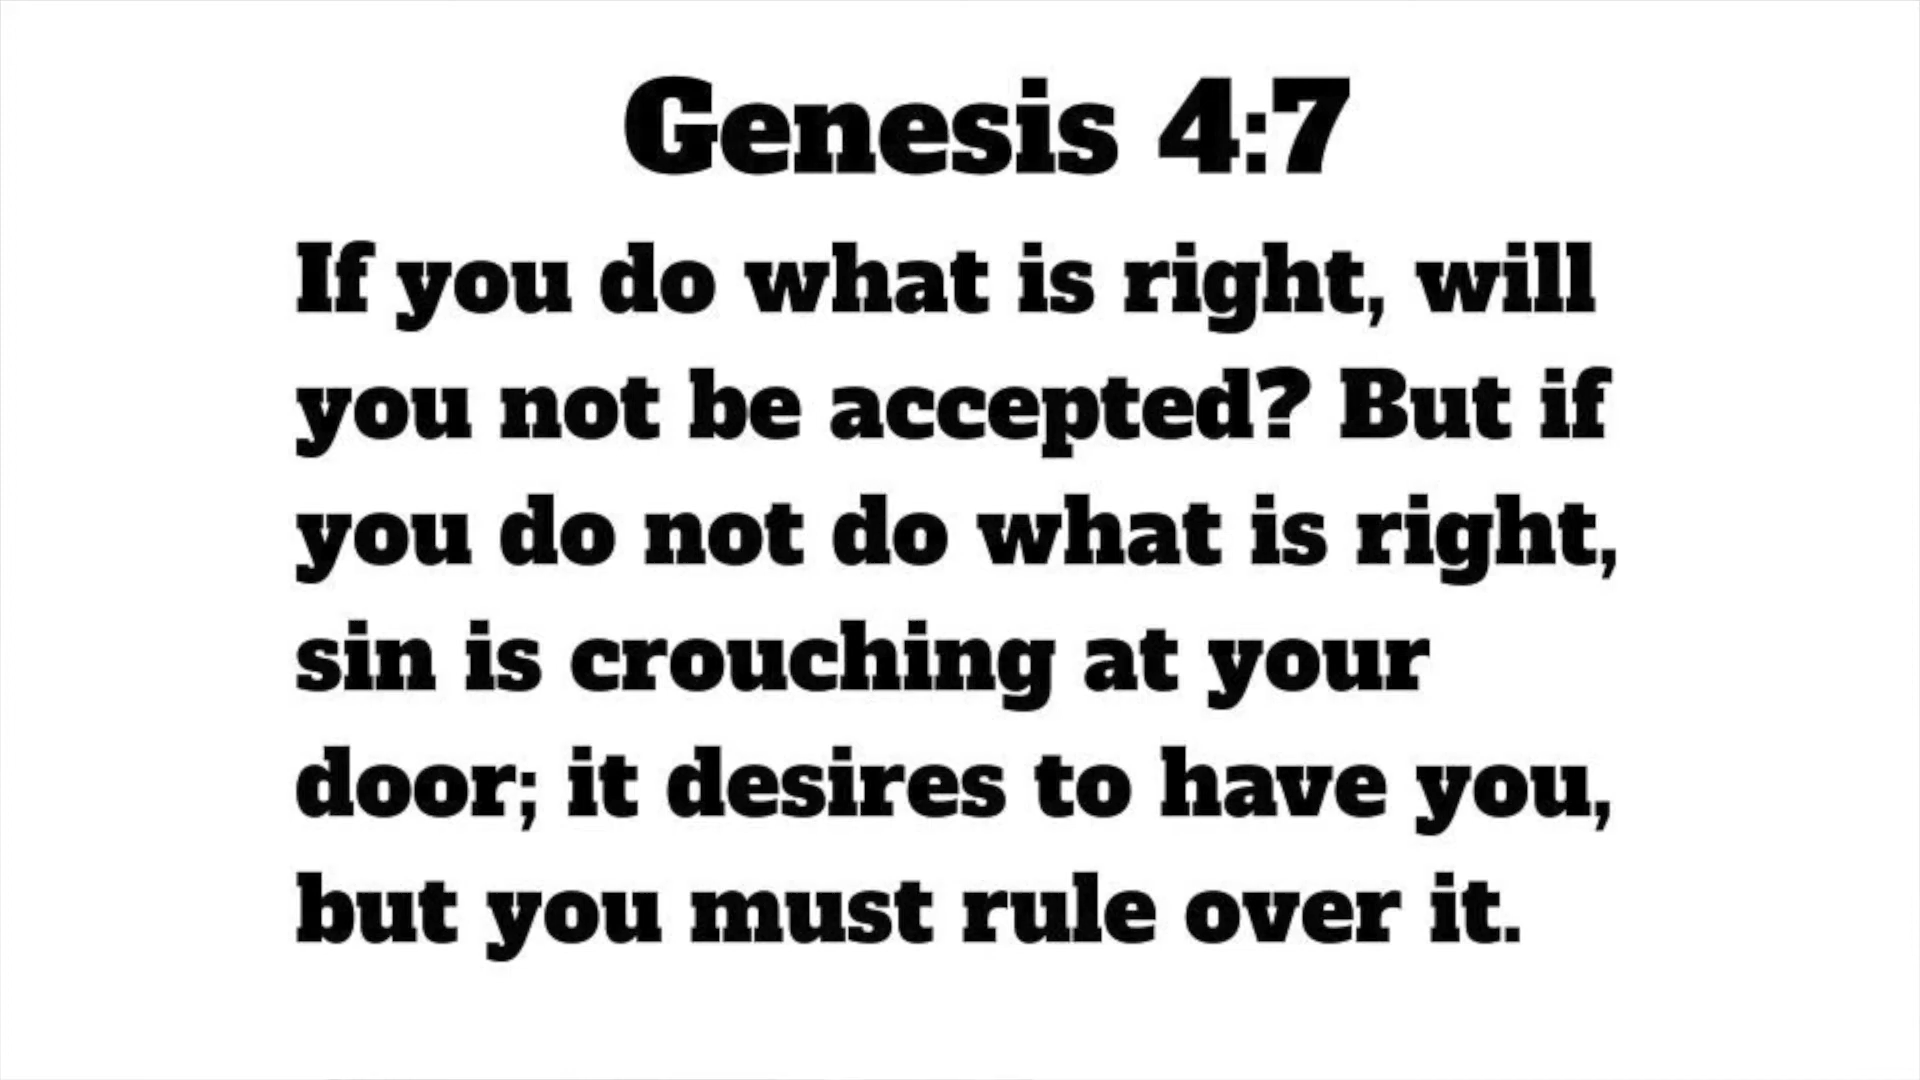 Genesis 4:7
If you do what is right, will
you not be accepted? But if
you do not do what is right,
sin is crouching at your
door; it desires to have you,
but you must rule over it.